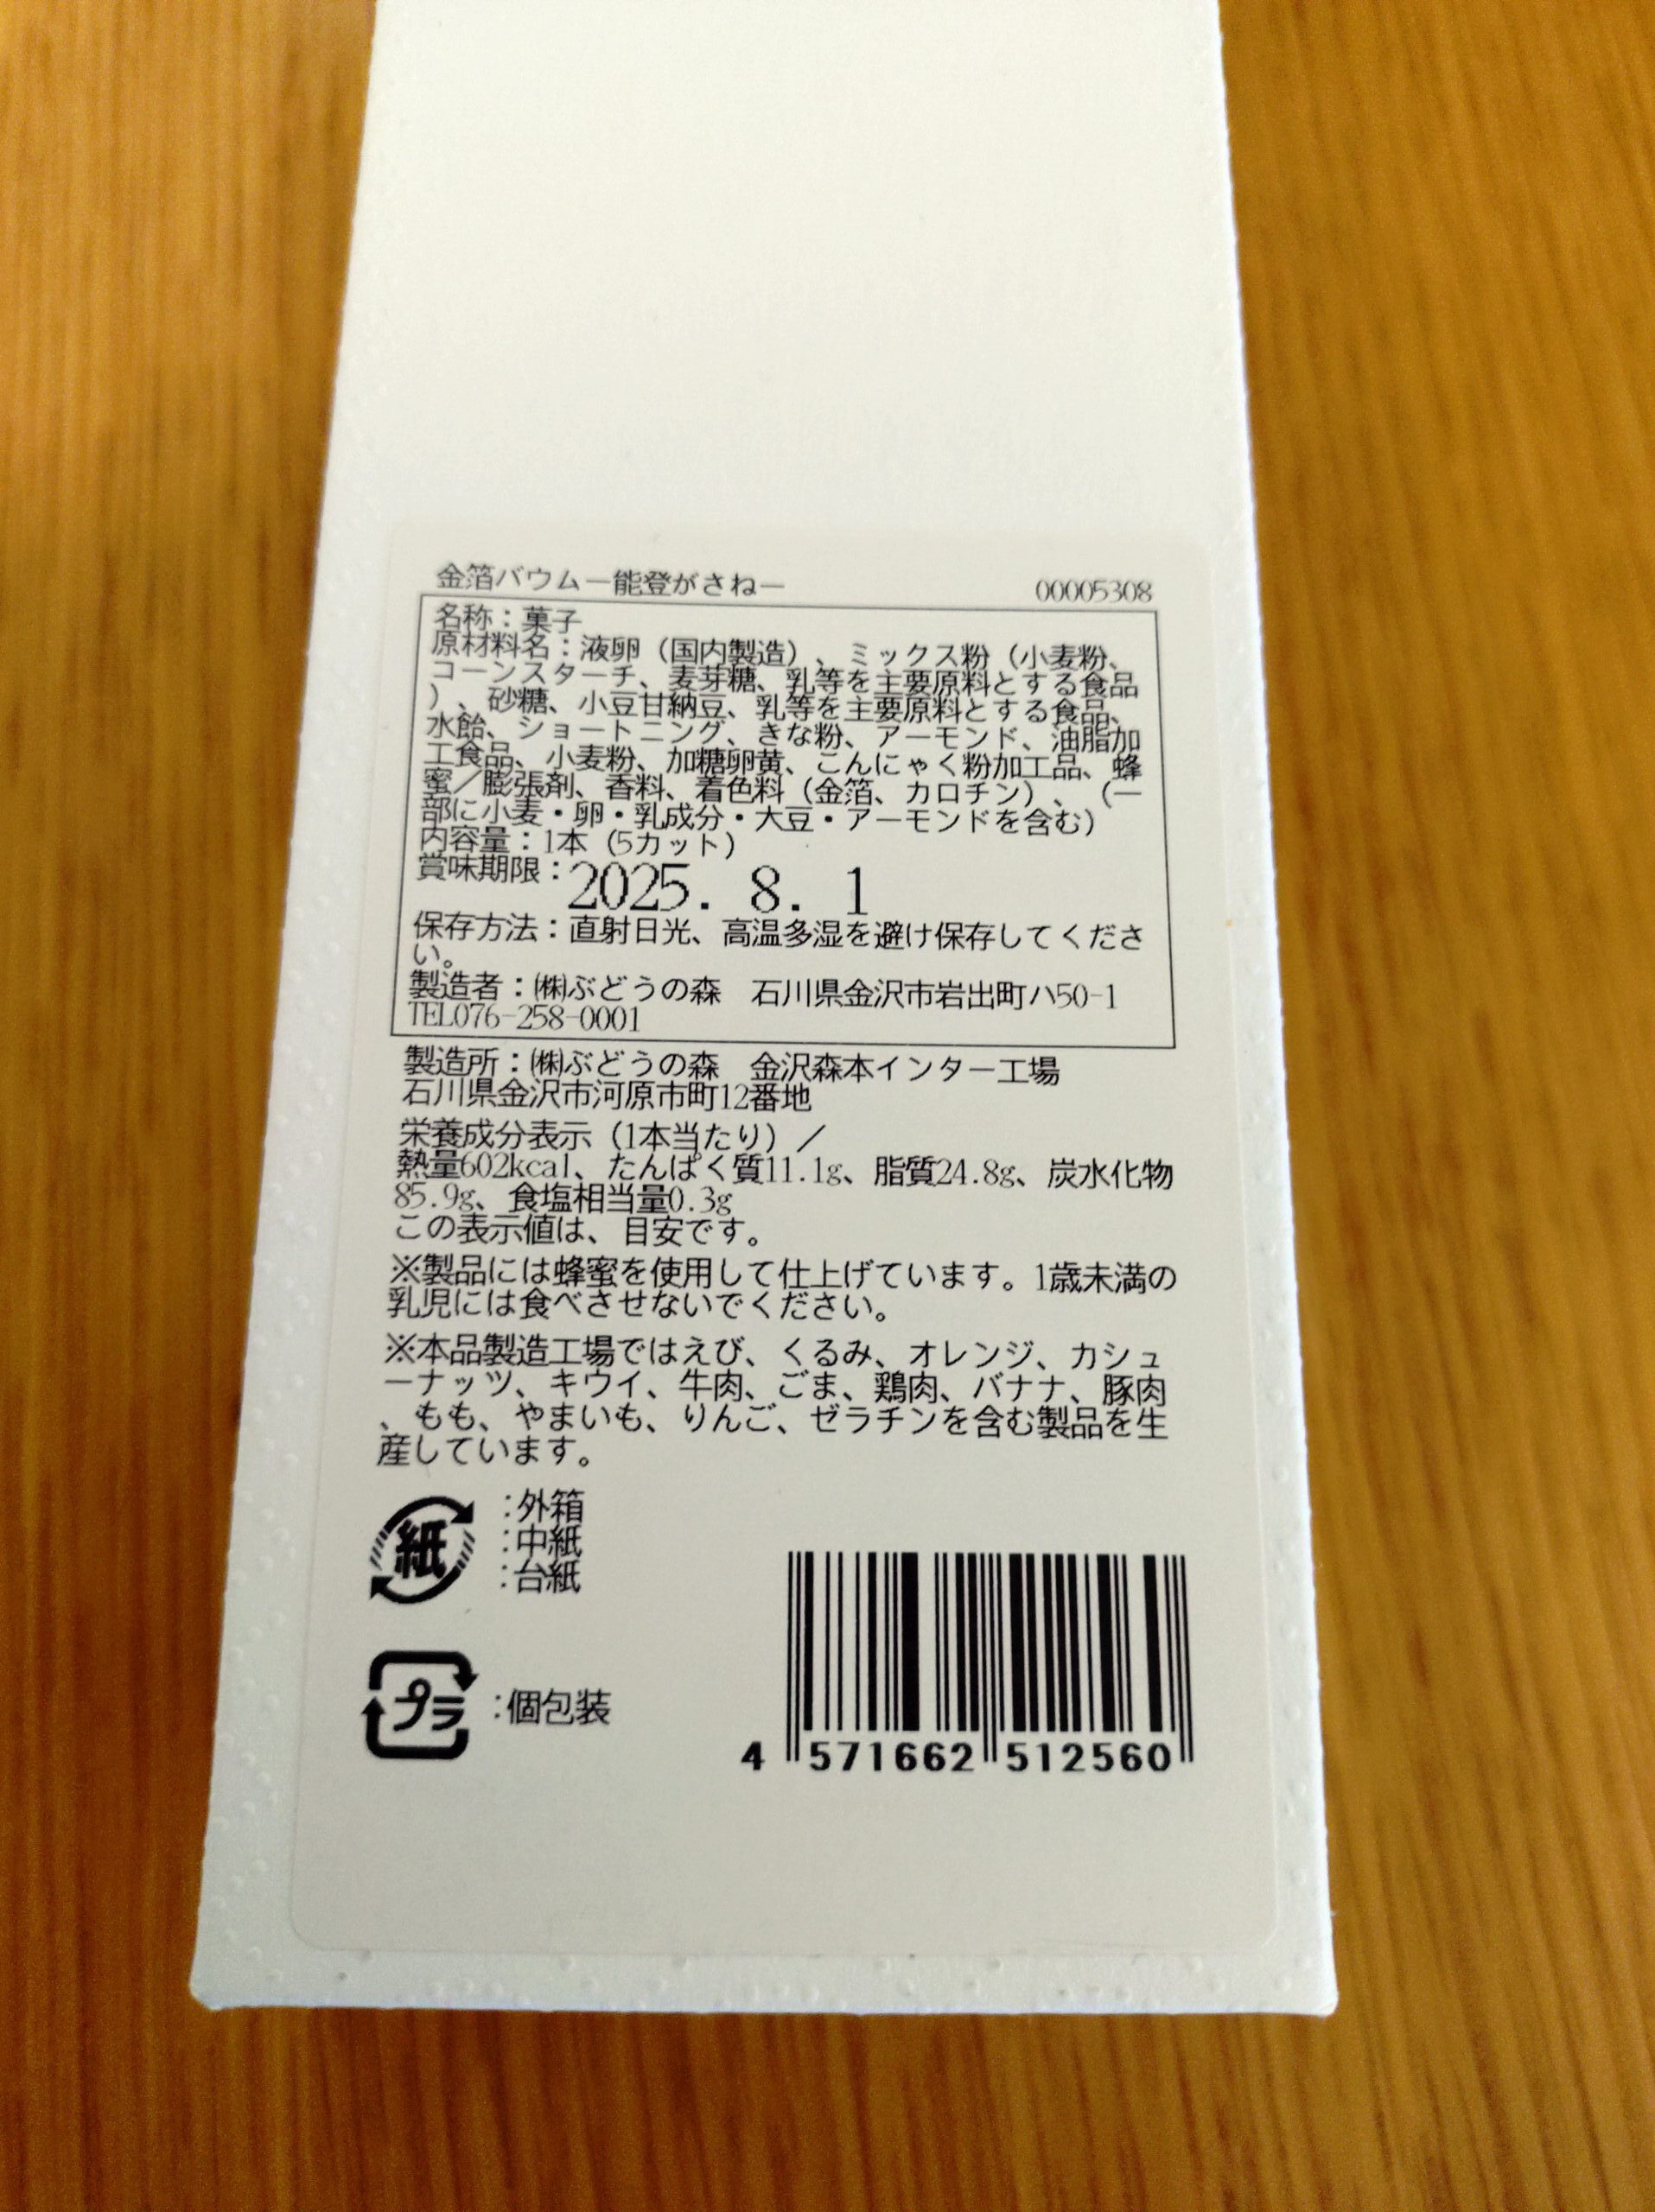 金箔バウム―能登がさね―　00005308
名称：菓子
原材料名：液卵（国内製造）、ミックス粉（小麦粉、
コーンスターチ、麦芽糖、乳等を主要原料とする食品
）、砂糖、小豆甘納豆、乳等を主要原料とする食品、
水飴、ショートニング、きな粉、アーモンド、油脂加
工食品、小麦粉、加糖卵黄、こんにゃく粉加工品、蜂
蜜／膨張剤、香料、着色料（金箔、カロチン）、（一
部に小麦・卵・乳成分・大豆・アーモンドを含む）
内容量：1本（5カット）
賞味期限：2025. 8. 1
保存方法：直射日光、高温多湿を避け保存してくださ
い。
製造者：㈱ぶどうの森　石川県金沢市岩出町ハ50-1
TEL076-258-0001
製造所：㈱ぶどうの森　金沢森本インター工場
石川県金沢市河原市町12番地
栄養成分表示（1本当たり）／
熱量602kcal、たんぱく質11.1g、脂質24.8g、炭水化物
85.9g、食塩相当量0.3g
この表示値は、目安です。
※製品には蜂蜜を使用して仕上げています。1歳未満の
乳児には食べさせないでください。
※本品製造工場ではえび、くるみ、オレンジ、カシュ
ーナッツ、キウイ、牛肉、ごま、鶏肉、バナナ、豚肉
、もも、やまいも、りんご、ゼラチンを含む製品を生
産しています。
紙
:外箱
:中紙
:台紙
プラ :個包装
4 571662 512560